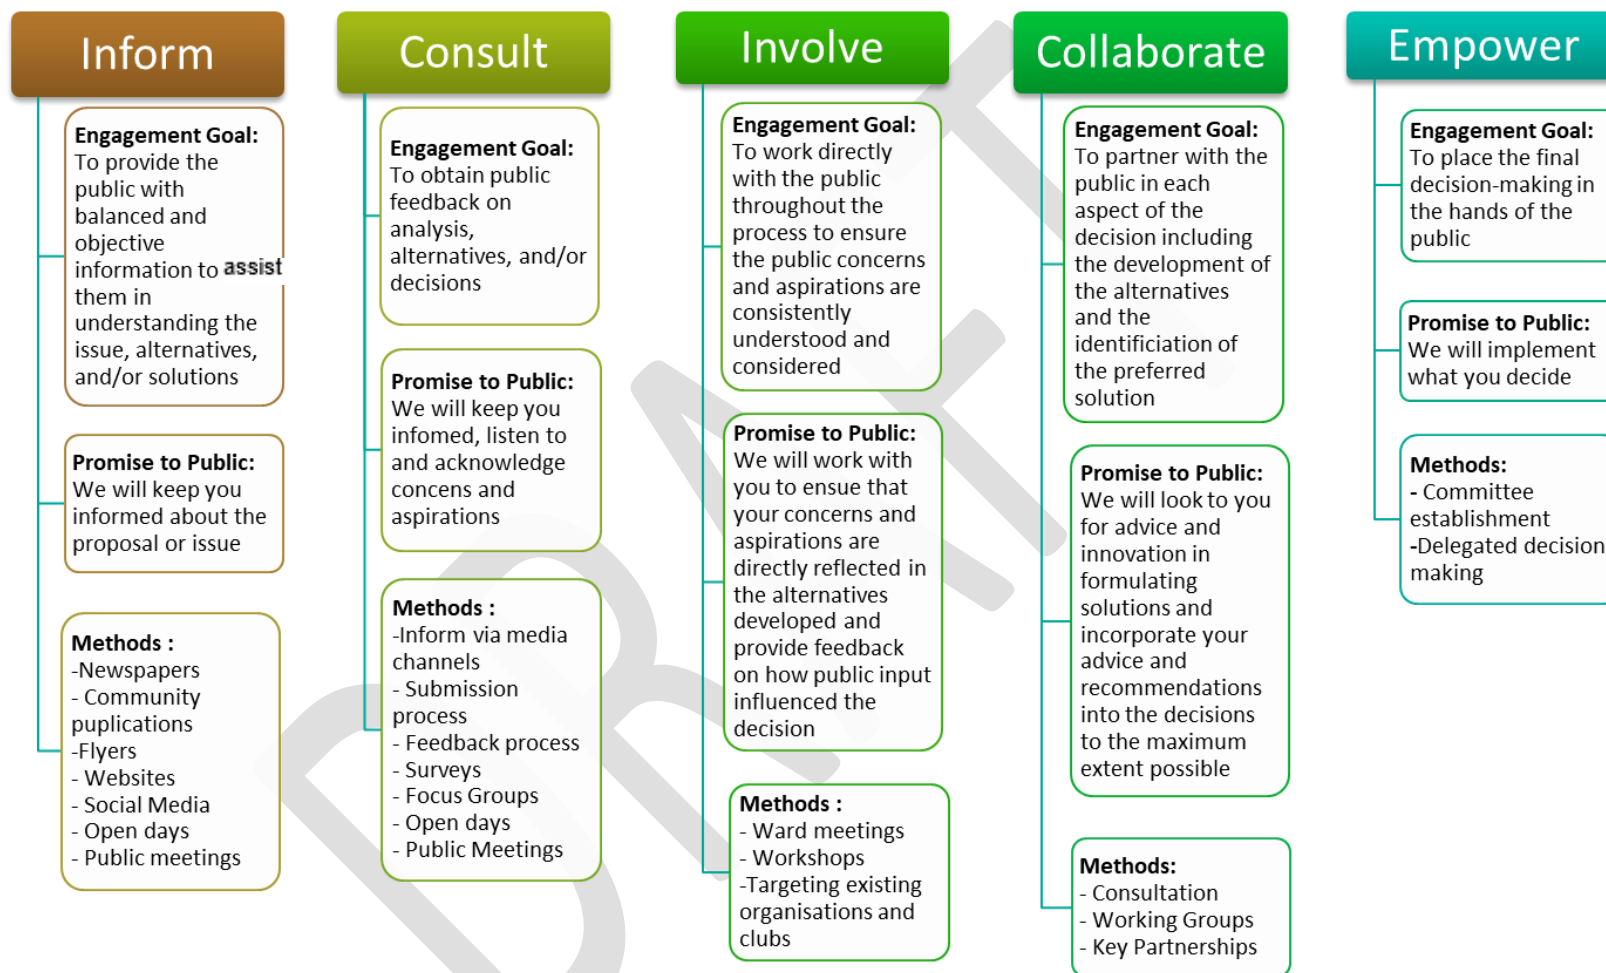 Inform
Engagement Goal:
To provide the
public with
balanced and
objective
information to assist
them in
understanding the
issue, alternatives,
and/or solutions
Promise to Public:
We will keep you
informed about the
proposal or issue
Methods :
-Newspapers
- Community
puplications
-Flyers
- Websites
- Social Media
- Open days
- Public meetings
Consult
Engagement Goal:
To obtain public
feedback on
analysis,
alternatives, and/or
decisions
Promise to Public:
We will keep you
infomed, listen to
and acknowledge
concens and
aspirations
Methods :
-Inform via media
channels
- Submission
process
- Feedback process
- Surveys
- Focus Groups
- Open days
- Public Meetings
Involve
Engagement Goal:
To work directly
with the public
throughout the
process to ensure
the public concerns
and aspirations are
consistently
understood and
considered
Promise to Public:
We will work with
you to ensue that
your concerns and
aspirations are
directly reflected in
the alternatives
developed and
provide feedback
on how public input
influenced the
decision
Methods :
- Ward meetings
- Workshops
-Targeting existing
organisations and
clubs
Collaborate
Engagement Goal:
To partner with the
public in each
aspect of the
decision including
the development of
the alternatives
and the
identificiation of
the preferred
solution
Promise to Public:
We will look to you
for advice and
innovation in
formulating
solutions and
incorporate your
advice and
recommendations
into the decisions
to the maximum
extent possible
Methods:
- Consultation
- Working Groups
- Key Partnerships
Empower
Engagement Goal:
To place the final
decision-making in
the hands of the
public
Promise to Public:
We will implement
what you decide
Methods:
- Committee
establishment
-Delegated decision
making
DRAFT